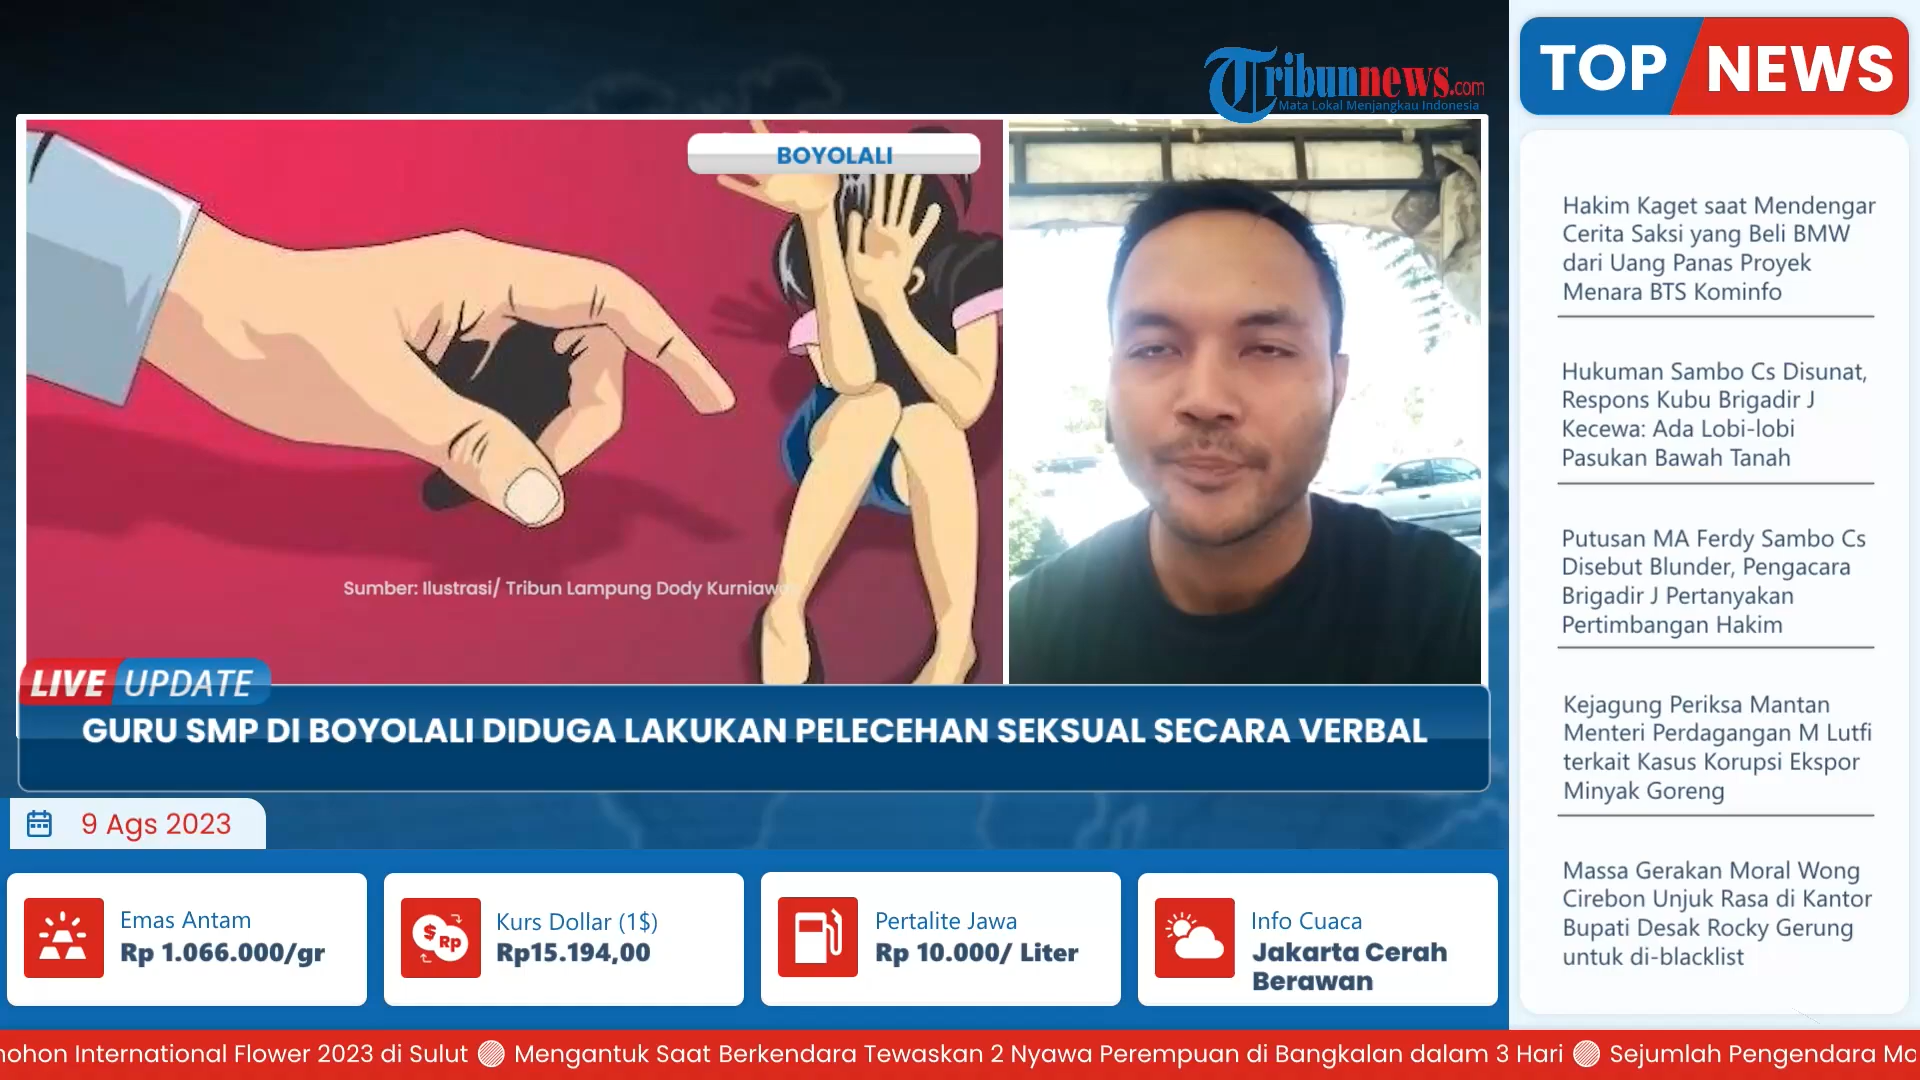 Tribunnews.com
Mata Lokal Menjangkau Indonesia
TOP NEWS
BOYOLALI
Sumber: Ilustrasi/ Tribun Lampung Dody
LIVE UPDATE
GURU SMP DI BOYOLALI DIDUGA LAKUKAN PELECEHAN SEKSUAL SECARA VERBAL
9 Ags 2023
Emas Antam
Rp 1.066.000/gr
Kurs Dollar (1$)
Rp15.194,00
Pertalite Jawa
Rp 10.000/ Liter
Info Cuaca
Jakarta Cerah
Berawan
Hakim Kaget saat Mendengar
Cerita Saksi yang Beli BMW
dari Uang Panas Proyek
Menara BTS Kominfo
Hukuman Sambo Cs Disunat,
Respons Kubu Brigadir J
Kecewa: Ada Lobi-lobi
Pasukan Bawah Tanah
Putusan MA Ferdy Sambo Cs
Disebut Blunder, Pengacara
Brigadir J Pertanyakan
Pertimbangan Hakim
Kejagung Periksa Mantan
Menteri Perdagangan M Lutfi
terkait Kasus Korupsi Ekspor
Minyak Goreng
Massa Gerakan Moral Wong
Cirebon Unjuk Rasa di Kantor
Bupati Desak Rocky Gerung
untuk di-blacklist
International Flower 2023 di Sulut Mengantuk Saat Berkendara Tewaskan 2 Nyawa Perempuan di Bangkalan dalam 3 Hari Sejumlah Pengendara